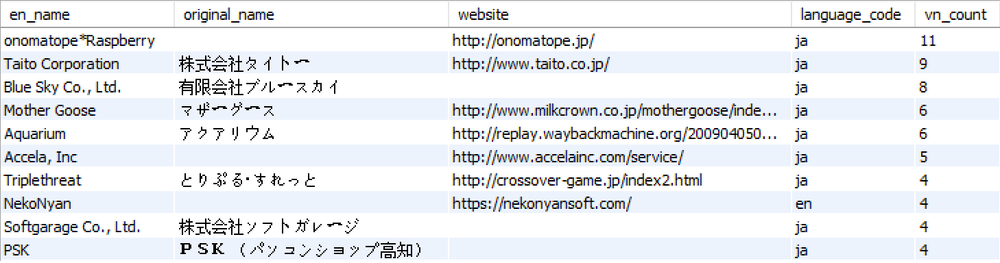 en_name original_name website language_code vn_count
onomatope*Raspberry http://onomatope.jp/ ja 11
Taito Corporation 株式会社タイトー http://www.taito.co.jp/ ja 9
Blue Sky Co., Ltd. 有限会社ブルースカイ ja 8
Mother Goose マザーグース http://www.milkcrown.co.jp/mothergoose/inde... ja 6
Aquarium アクアリウム http://replay.waybackmachine.org/200904050... ja 6
Accela, Inc http://www.accelainc.com/service/ ja 5
Triplethreat とりぷる・すれっと http://crossover-game.jp/index2.html ja 4
NekoNyan https://nekonyansoft.com/ en 4
Softgarage Co., Ltd. 株式会社ソフトガレージ ja 4
PSK ＰＳＫ（パソコンショップ高知） ja 4